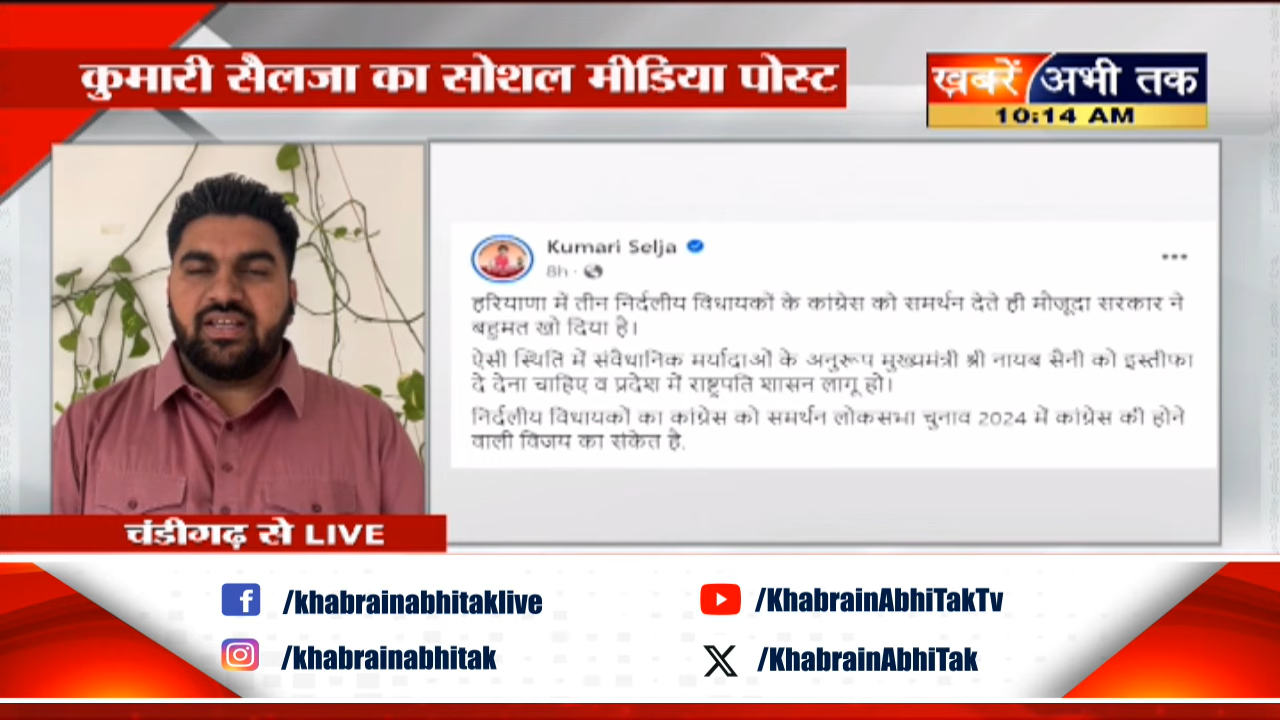 कुमारी सैलजा का सोशल मीडिया पोस्ट
ख़बरें अभी तक
10:14 AM
Kumari Selja
8h
हरियाणा में तीन निर्दलीय विधायकों के कांग्रेस को समर्थन देते ही मौजूदा सरकार ने
बहुमत खो दिया है।
ऐसी स्थिति में संवैधानिक मर्यादाओं के अनुरूप मुख्यमंत्री श्री नायब सैनी को इस्तीफा
दे देना चाहिए व प्रदेश में राष्ट्रपति शासन लागू हो।
निर्दलीय विधायकों का कांग्रेस को समर्थन लोकसभा चुनाव 2024 में कांग्रेस की होने
वाली विजय का संकेत है.
चंडीगढ़ से LIVE
/khabrainabhitaklive
/KhabrainAbhiTakTv
/khabrainabhitak
/KhabrainAbhiTak